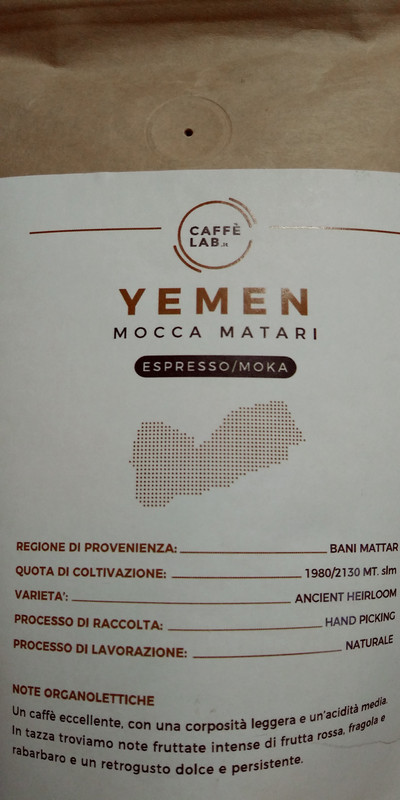 CAFFÈ
LAB.it
YEMEN
MOCCA MATARI
ESPRESSO/MOKA
REGIONE DI PROVENIENZA: BANI MATTAR
QUOTA DI COLTIVAZIONE: 1980/2130 MT. slm
VARIETA': ANCIENT HEIRLOOM
PROCESSO DI RACCOLTA: HAND PICKING
PROCESSO DI LAVORAZIONE: NATURALE
NOTE ORGANOLETTICHE
Un caffè eccellente, con una corposità leggera e un'acidità media.
In tazza troviamo note fruttate intense di frutta rossa, fragola e
rabarbaro e un retrogusto dolce e persistente.